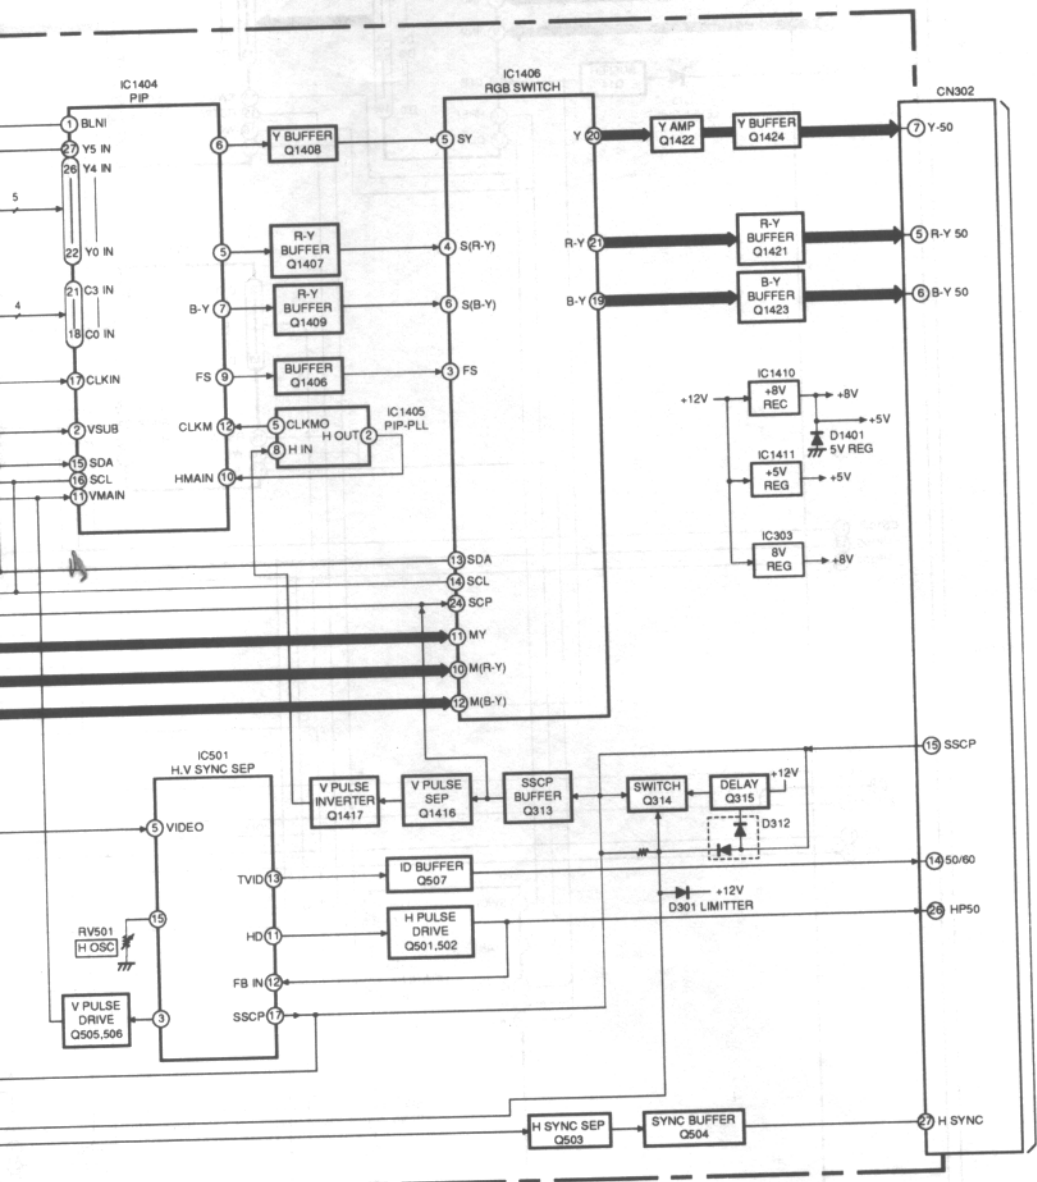 IC1404
PIP
1 BLNI
27 Y5 IN
26 Y4 IN
5
22 Y0 IN
21 C3 IN
4
18 C0 IN
17 CLKIN
2 VSUB
15 SDA
16 SCL
11 VMAIN
6
5
B-Y 7
FS 9
CLKM 12
HMAIN 10
Y BUFFER
Q1408
R-Y
BUFFER
Q1407
R-Y
BUFFER
Q1409
BUFFER
Q1406
IC1405
PIP-PLL
5 CLKMO
H OUT 2
8 H IN
IC1406
RGB SWITCH
5 SY
4 S(R-Y)
6 S(B-Y)
3 FS
13 SDA
14 SCL
24 SCP
11 MY
10 M(R-Y)
12 M(B-Y)
Y 20
R-Y 21
B-Y 19
Y AMP
Q1422
Y BUFFER
Q1424
R-Y
BUFFER
Q1421
B-Y
BUFFER
Q1423
CN302
7 Y-50
5 R-Y 50
6 B-Y 50
IC1410
+12V
+8V
REC
+8V
+5V
D1401
5V REG
IC1411
+5V
REG
+5V
IC303
8V
REG
+8V
15 SSCP
14 50/60
26 HP50
27 H SYNC
IC501
H.V SYNC SEP
5 VIDEO
TVID 13
15
HD 11
FB IN 12
SSCP 17
3
RV501
H OSC
V PULSE
DRIVE
Q505,506
V PULSE
INVERTER
Q1417
V PULSE
SEP
Q1416
SSCP
BUFFER
Q313
SWITCH
Q314
DELAY
Q315
+12V
D312
ID BUFFER
Q507
H PULSE
DRIVE
Q501,502
+12V
D301 LIMITTER
H SYNC SEP
Q503
SYNC BUFFER
Q504